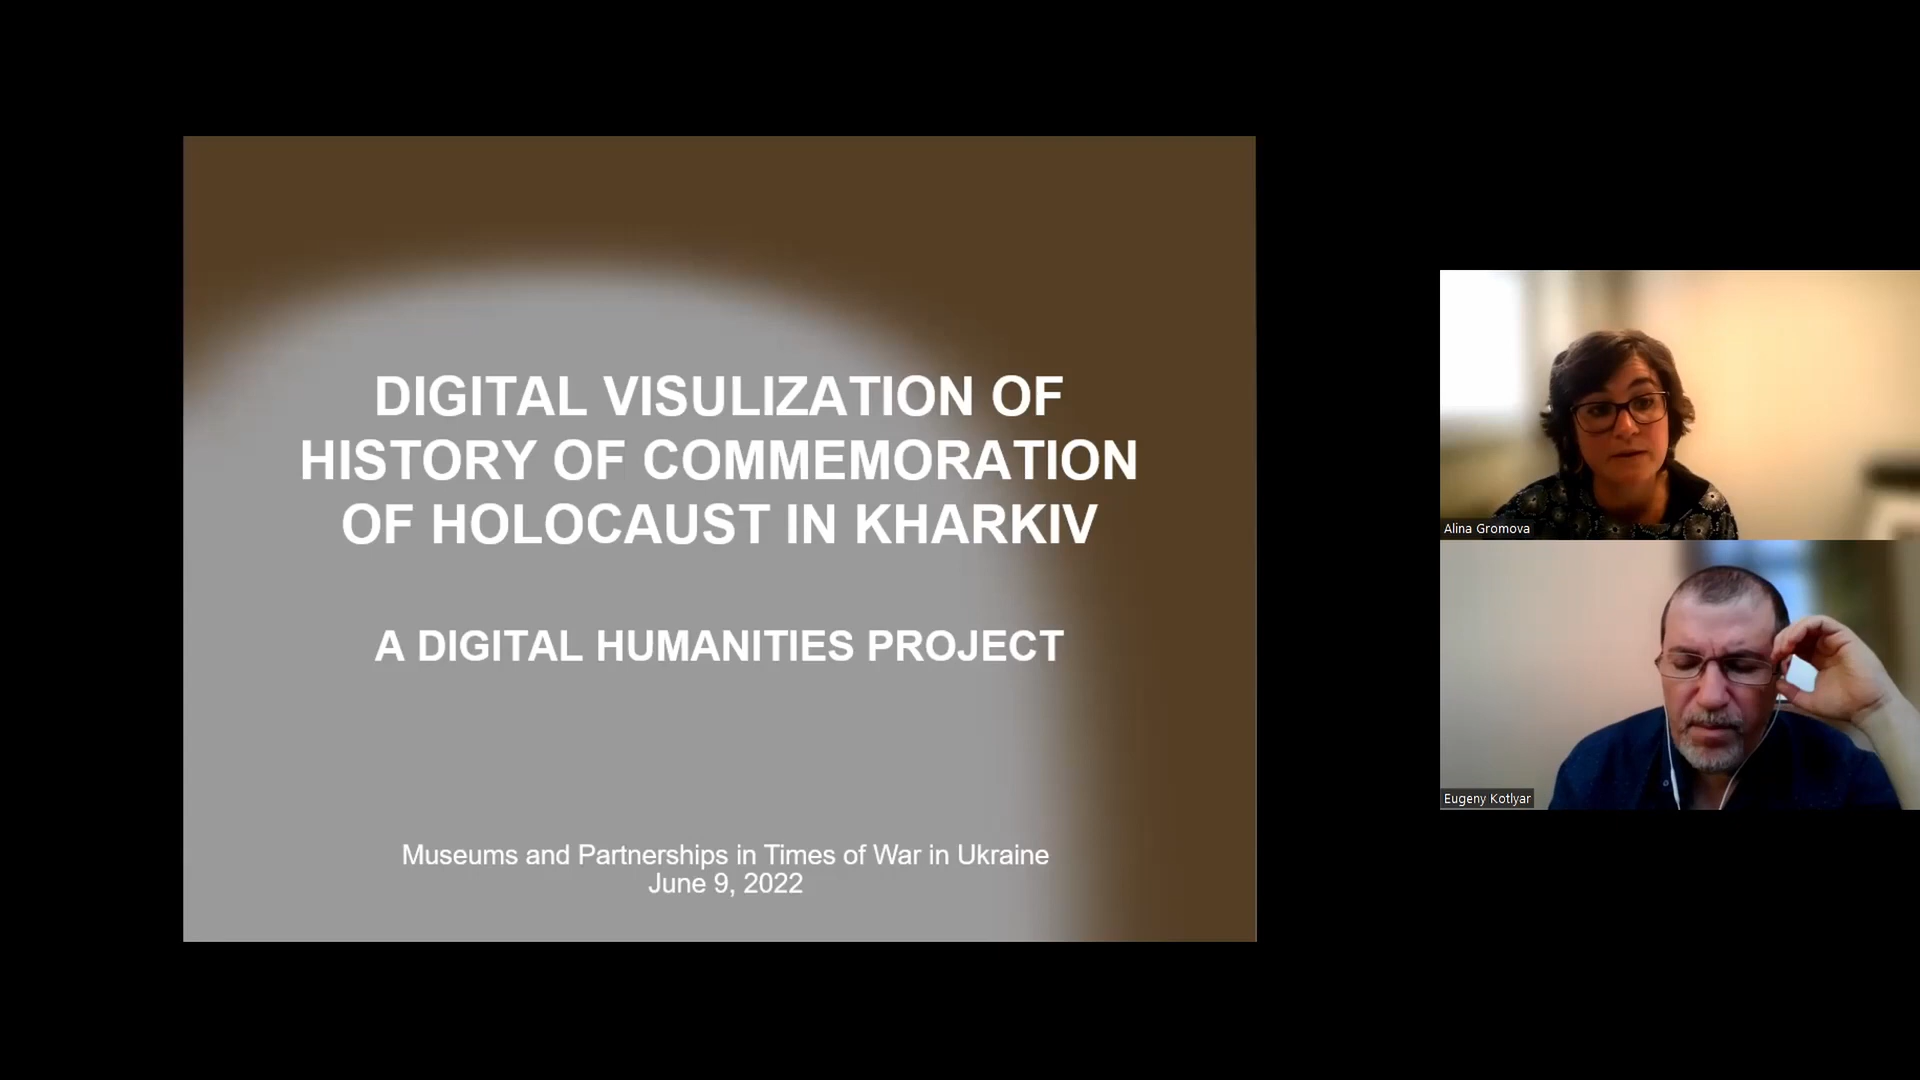 DIGITAL VISULIZATION OF
HISTORY OF COMMEMORATION
OF HOLOCAUST IN KHARKIV
A DIGITAL HUMANITIES PROJECT
Museums and Partnerships in Times of War in Ukraine
June 9, 2022
Alina Gromova
Eugeny Kotlyar